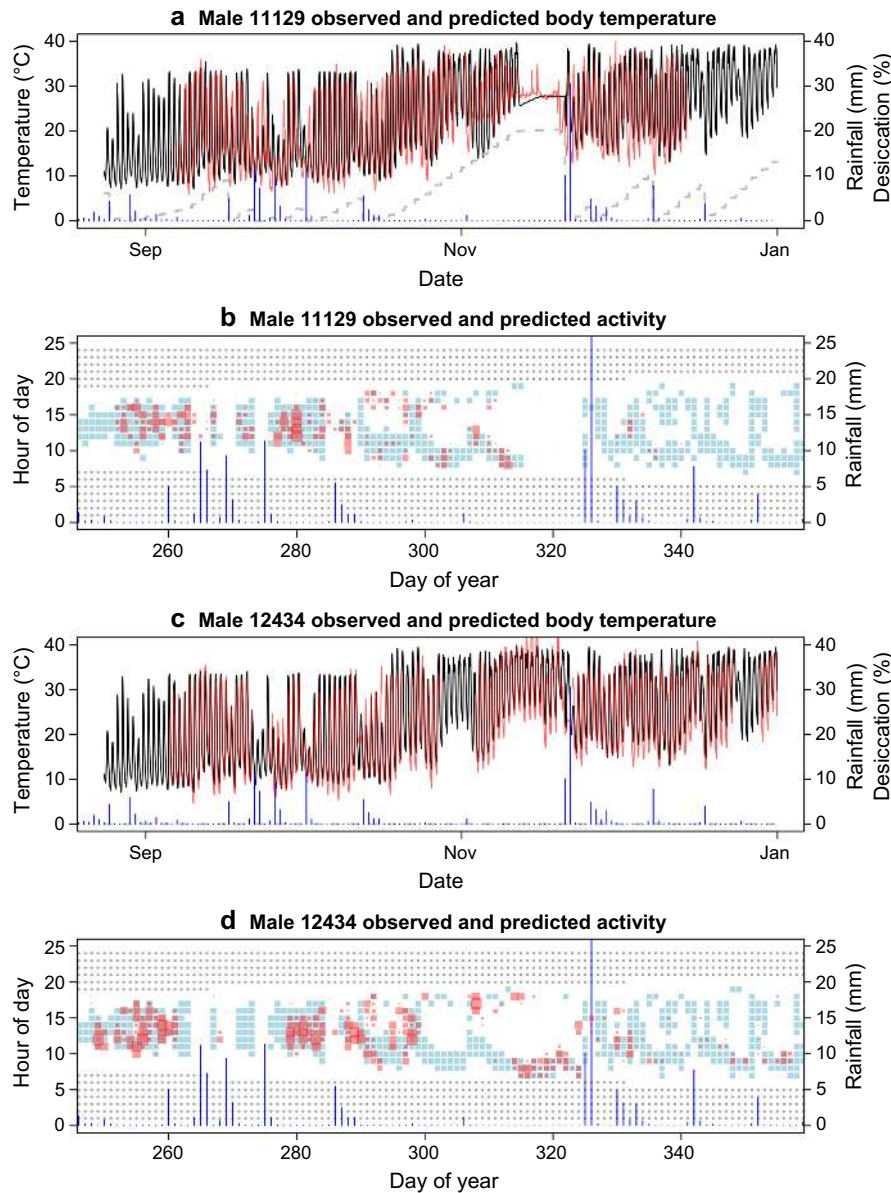 a Male 11129 observed and predicted body temperature
Temperature (°C)
40
30
20
10
0
40
30
20
10
0
Rainfall (mm)
Desiccation (%)
Sep
Nov
Jan
Date
b Male 11129 observed and predicted activity
Hour of day
25
20
15
10
5
0
25
20
15
10
5
0
Rainfall (mm)
260
280
300
320
340
Day of year
c Male 12434 observed and predicted body temperature
Temperature (°C)
40
30
20
10
0
40
30
20
10
0
Rainfall (mm)
Desiccation (%)
Sep
Nov
Jan
Date
d Male 12434 observed and predicted activity
Hour of day
25
20
15
10
5
0
25
20
15
10
5
0
Rainfall (mm)
260
280
300
320
340
Day of year